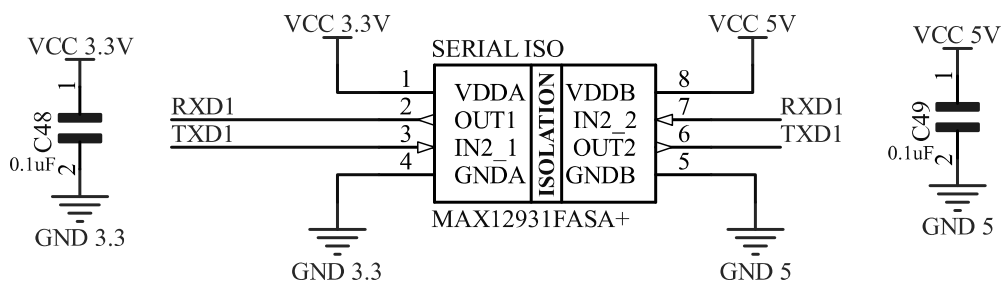 VCC 3.3V
1
C48
0.1uF
2
GND 3.3
VCC 3.3V
SERIAL ISO
VCC 5V
1
VDDA
VDDB
8
RXD1
2
OUT1
IN2_2
7
RXD1
TXD1
3
IN2_1
OUT2
6
TXD1
4
GNDA
GNDB
5
ISOLATION
MAX12931FASA+
GND 3.3
GND 5
VCC 5V
1
C49
0.1uF
2
GND 5